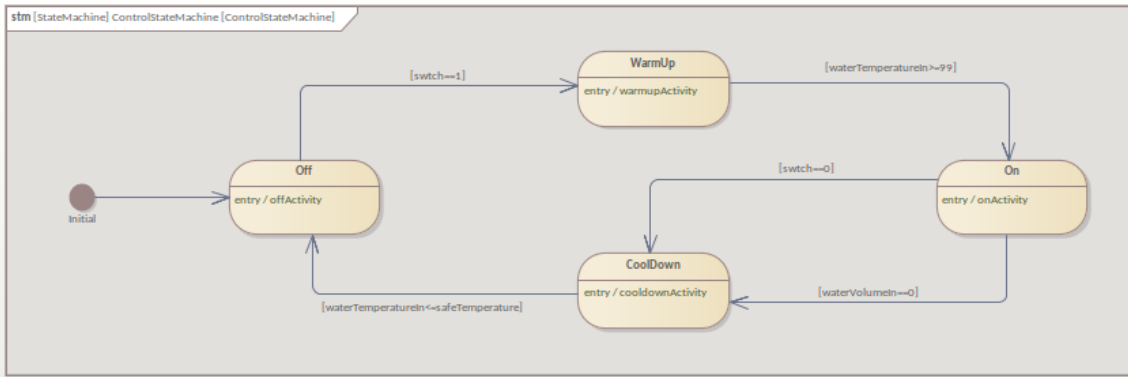 stm [StateMachine] ControlStateMachine [ControlStateMachine]
WarmUp
entry / warmupActivity
[swtch==1]
[waterTemperatureIn>=99]
Off
entry / offActivity
Initial
[swtch==0]
On
entry / onActivity
CoolDown
entry / cooldownActivity
[waterTemperatureIn<=safeTemperature]
[waterVolumeIn==0]